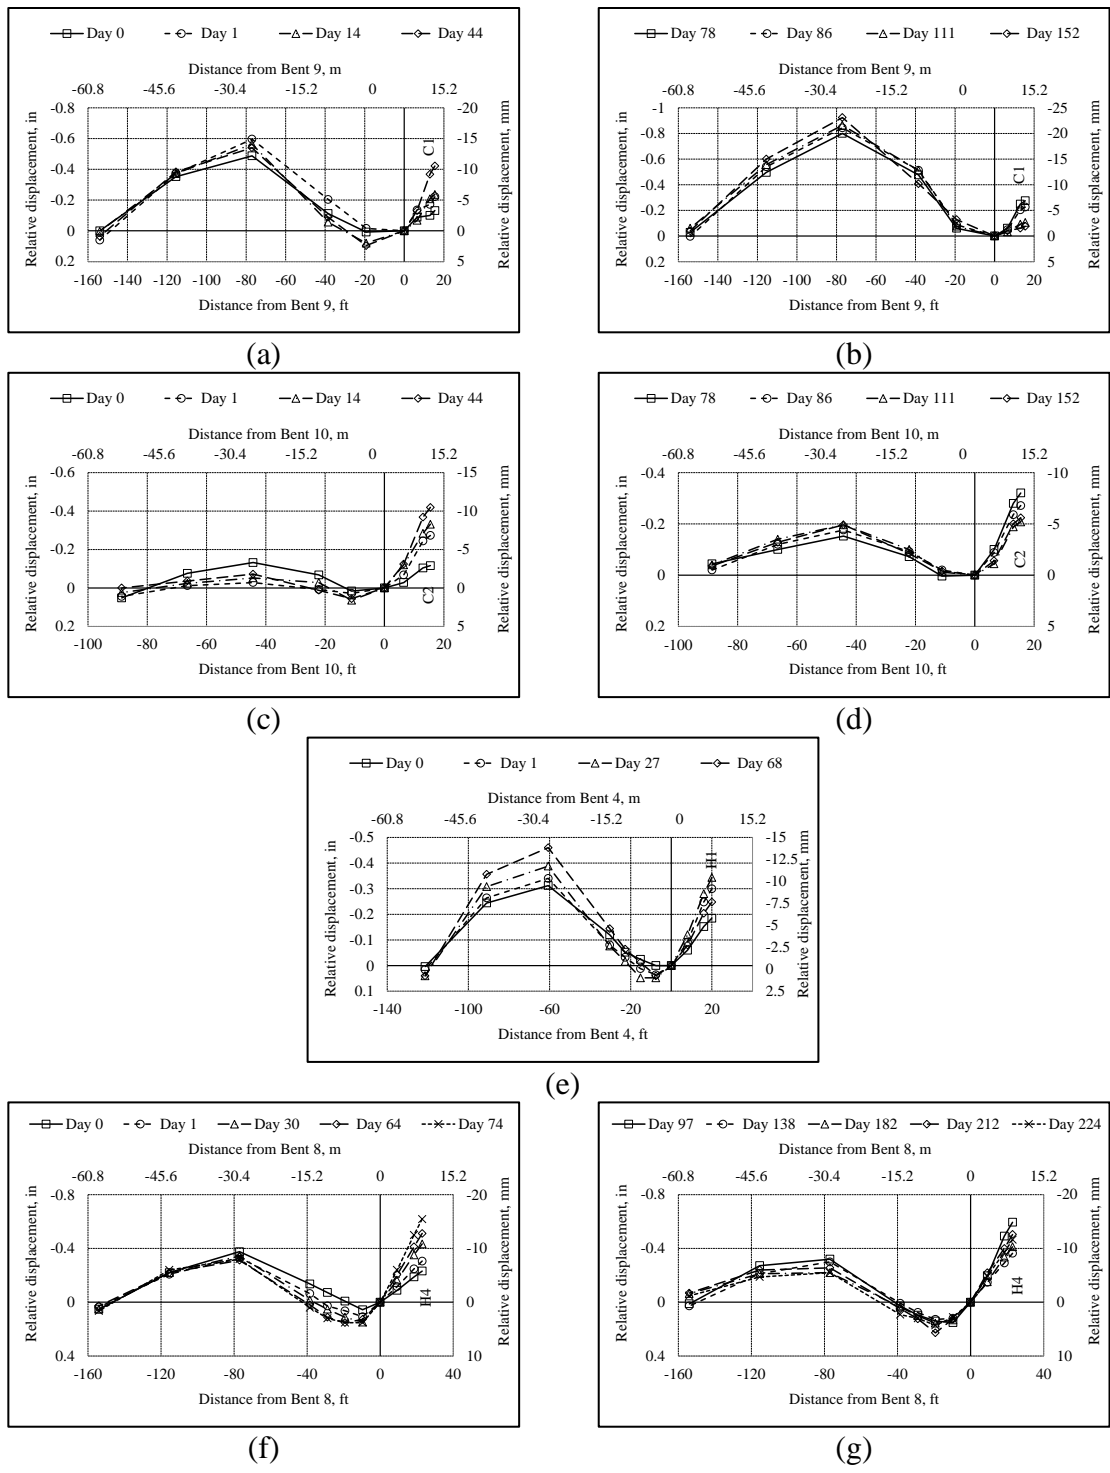 Day 0 Day 1 Day 14 Day 44
Distance from Bent 9, m
-60.8 -45.6 -30.4 -15.2 0 15.2
Relative displacement, in
-0.8 -0.6 -0.4 -0.2 0 0.2
C1
-20 -15 -10 -5 0 5
Relative displacement, mm
-160 -140 -120 -100 -80 -60 -40 -20 0 20 40
Distance from Bent 9, ft
(a)
Day 78 Day 86 Day 111 Day 152
Distance from Bent 9, m
-60.8 -45.6 -30.4 -15.2 0 15.2
Relative displacement, in
-1 -0.8 -0.6 -0.4 -0.2 0 0.2
C1
-25 -20 -15 -10 -5 0 5
Relative displacement, mm
-160 -140 -120 -100 -80 -60 -40 -20 0 20 40
Distance from Bent 9, ft
(b)
Day 0 Day 1 Day 14 Day 44
Distance from Bent 10, m
-60.8 -45.6 -30.4 -15.2 0 15.2
Relative displacement, in
-0.6 -0.4 -0.2 0 0.2
C2
-15 -10 -5 0 5
Relative displacement, mm
-100 -80 -60 -40 -20 0 20
Distance from Bent 10, ft
(c)
Day 78 Day 86 Day 111 Day 152
Distance from Bent 10, m
-60.8 -45.6 -30.4 -15.2 0 15.2
Relative displacement, in
-0.4 -0.2 0 0.2
C2
-10 -5 0 5
Relative displacement, mm
-100 -80 -60 -40 -20 0 20
Distance from Bent 10, ft
(d)
Day 0 Day 1 Day 27 Day 68
Distance from Bent 4, m
-60.8 -45.6 -30.4 -15.2 0 15.2
Relative displacement, in
-0.5 -0.4 -0.3 -0.2 -0.1 0 0.1
H1
-15 -12.5 -10 -7.5 -5 -2.5 0 2.5
Relative displacement, mm
-140 -100 -60 -20 20
Distance from Bent 4, ft
(e)
Day 0 Day 1 Day 30 Day 64 Day 74
Distance from Bent 8, m
-60.8 -45.6 -30.4 -15.2 0 15.2
Relative displacement, in
-0.8 -0.4 0 0.4
H4
-20 -10 0 10
Relative displacement, mm
-160 -120 -80 -40 0 40
Distance from Bent 8, ft
(f)
Day 97 Day 138 Day 182 Day 212 Day 224
Distance from Bent 8, m
-60.8 -45.6 -30.4 -15.2 0 15.2
Relative displacement, in
-0.8 -0.4 0 0.4
H4
-20 -10 0 10
Relative displacement, mm
-160 -120 -80 -40 0 40
Distance from Bent 8, ft
(g)